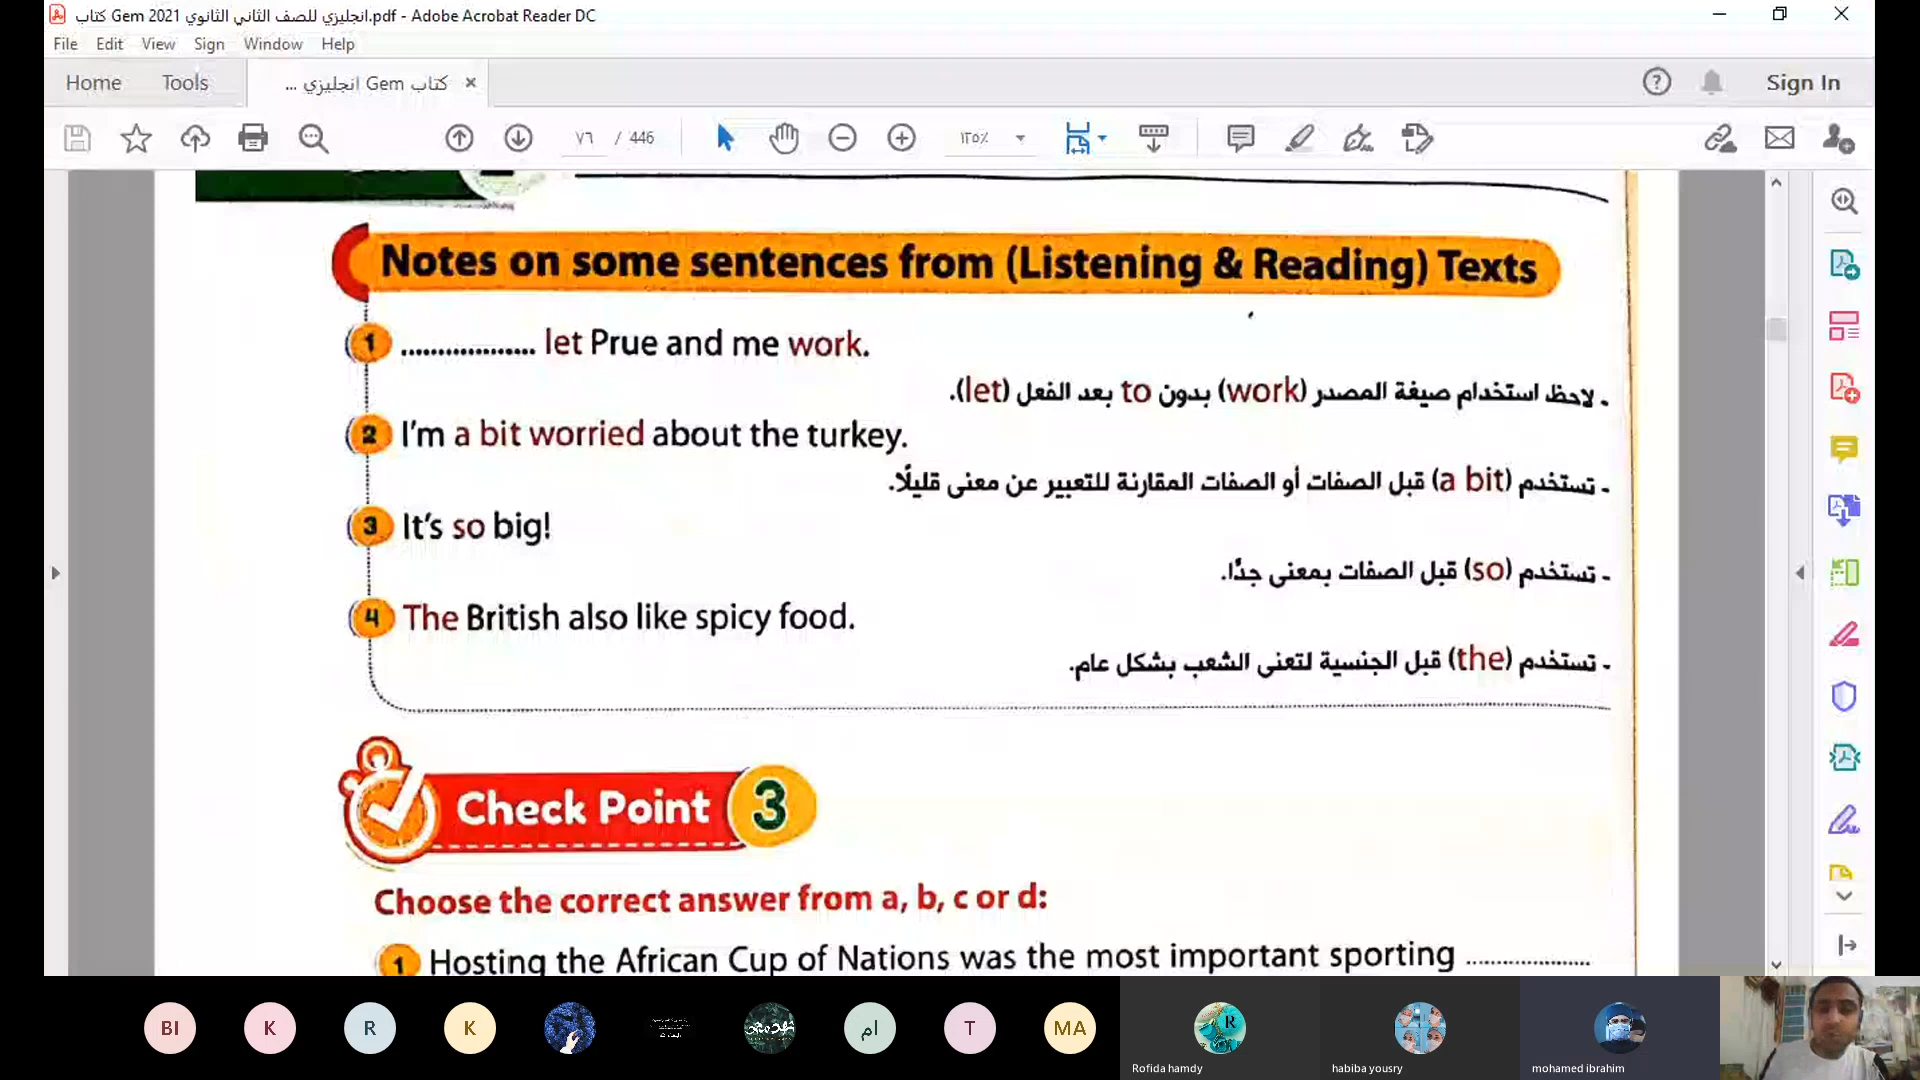 كتاب Gem 2021 انجليزي للصف الثاني الثانوي.pdf - Adobe Acrobat Reader DC
File Edit View Sign Window Help
Home Tools كتاب Gem انجليزي ... × Sign In
٧٦ / 446 ١٢٥٪
Notes on some sentences from (Listening & Reading) Texts
1 .................. let Prue and me work.
- لاحظ استخدام صيغة المصدر (work) بدون to بعد الفعل (let).
2 I'm a bit worried about the turkey.
- تستخدم (a bit) قبل الصفات أو الصفات المقارنة للتعبير عن معنى قليلًا.
3 It's so big!
- تستخدم (so) قبل الصفات بمعنى جدًّا.
4 The British also like spicy food.
- تستخدم (the) قبل الجنسية لتعنى الشعب بشكل عام.
Check Point 3
Choose the correct answer from a, b, c or d:
1 Hosting the African Cup of Nations was the most important sporting ..................
BI K R K ام T MA R
Rofida hamdy habiba yousry mohamed ibrahim